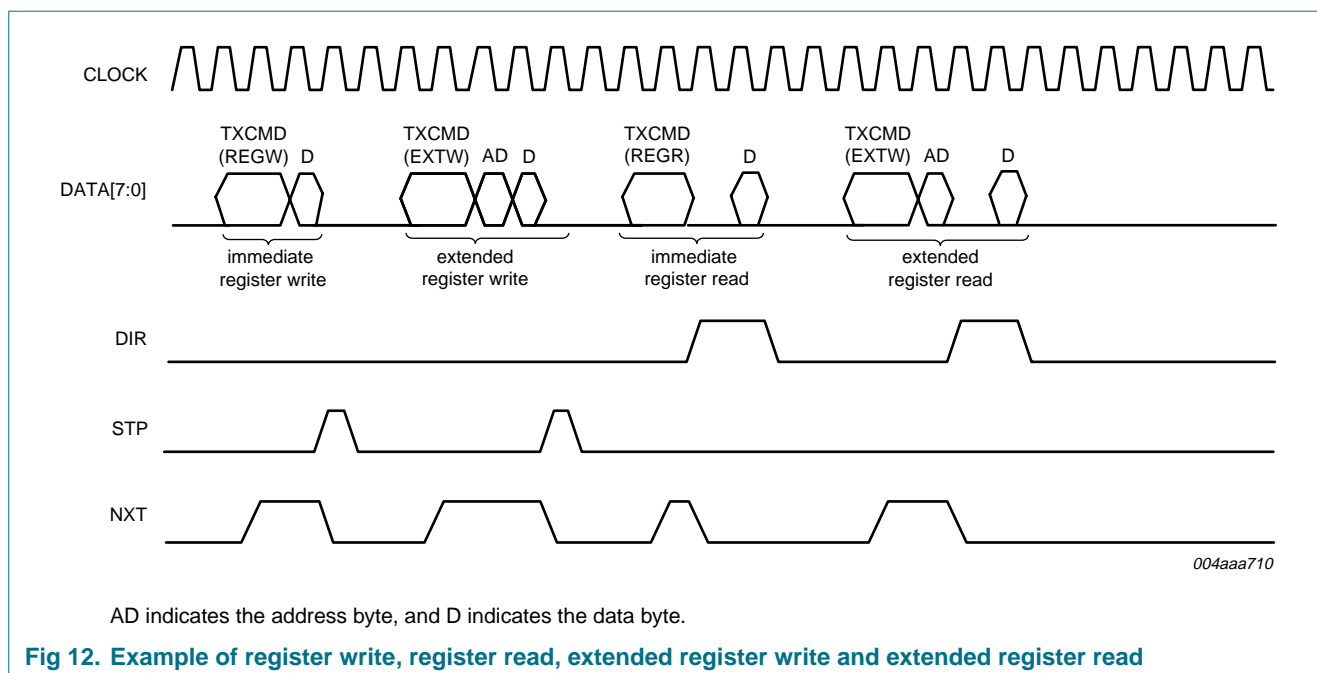 CLOCK
TXCMD
(REGW) D
TXCMD
(EXTW) AD D
TXCMD
(REGR) D
TXCMD
(EXTW) AD D
DATA[7:0]
immediate
register write
extended
register write
immediate
register read
extended
register read
DIR
STP
NXT
004aaa710
AD indicates the address byte, and D indicates the data byte.
Fig 12. Example of register write, register read, extended register write and extended register read